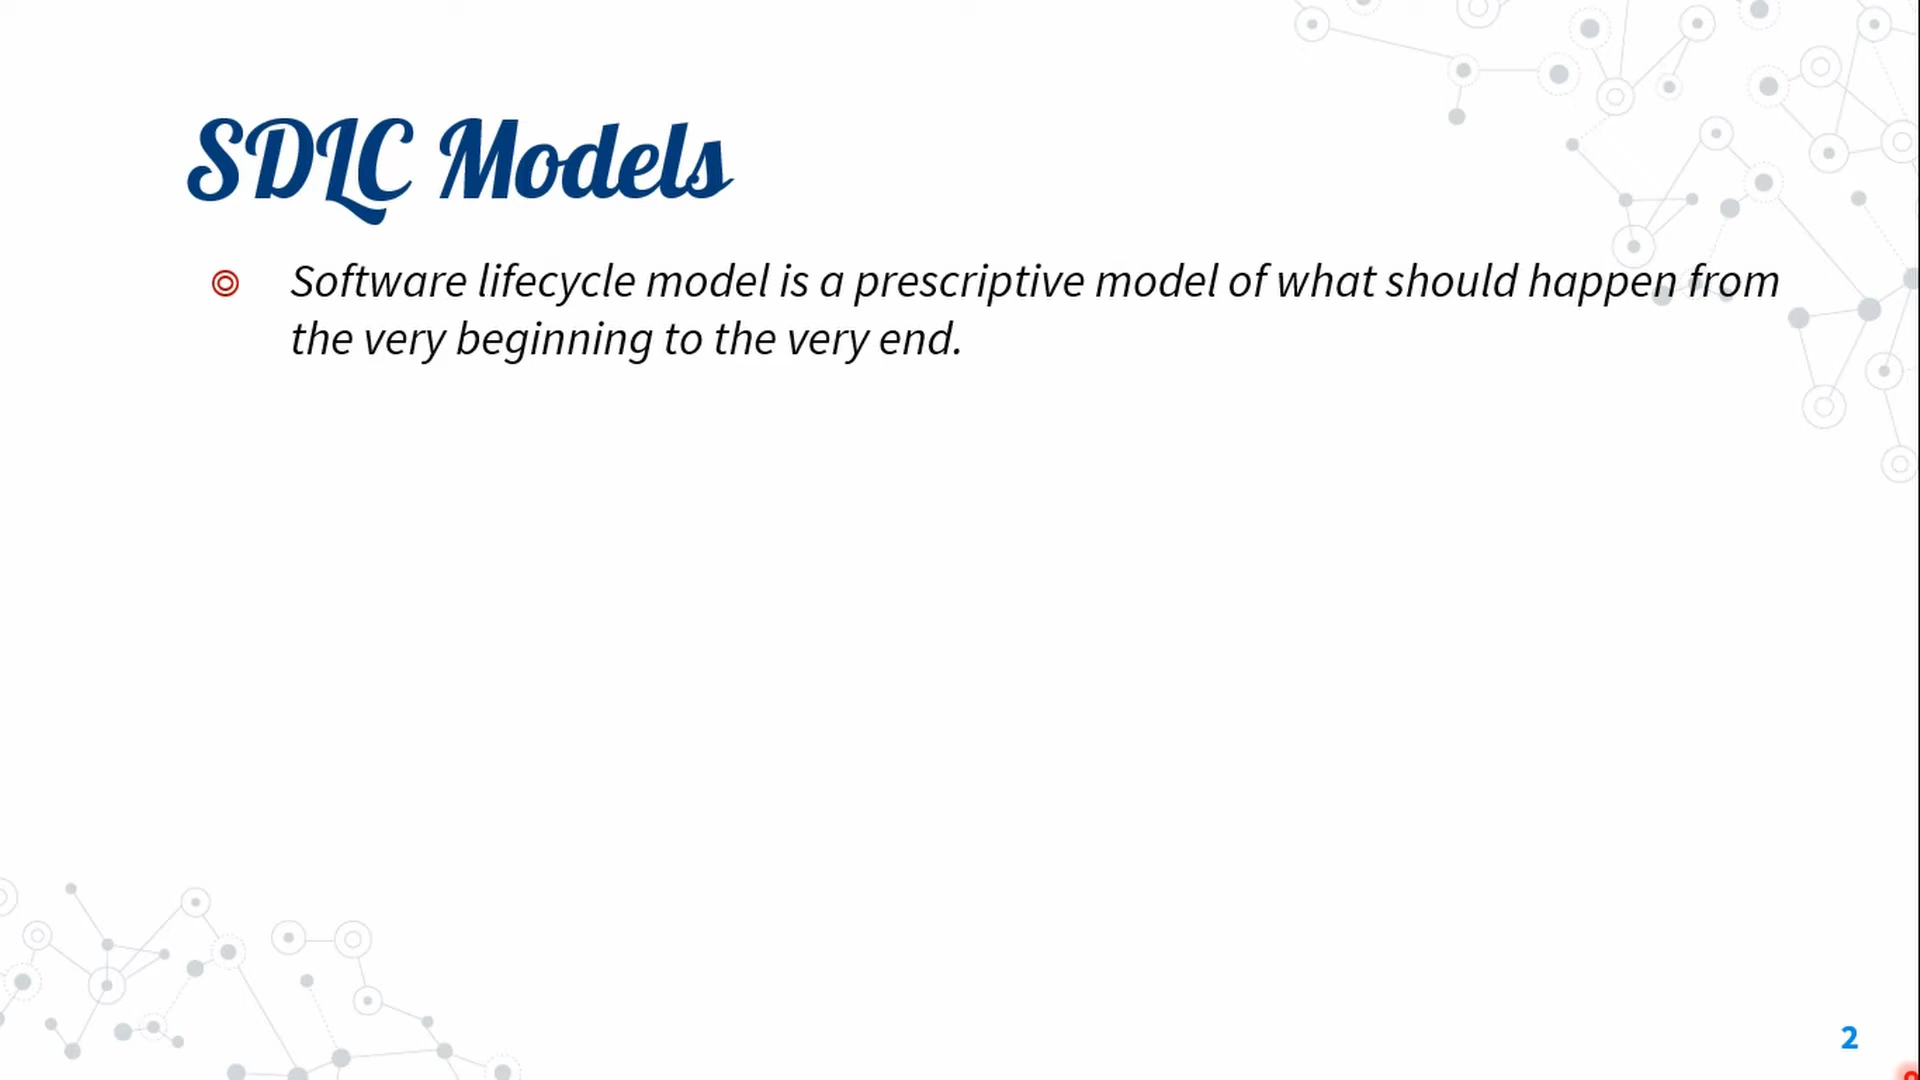 SDLC Models
Software lifecycle model is a prescriptive model of what should happen from
the very beginning to the very end.
2